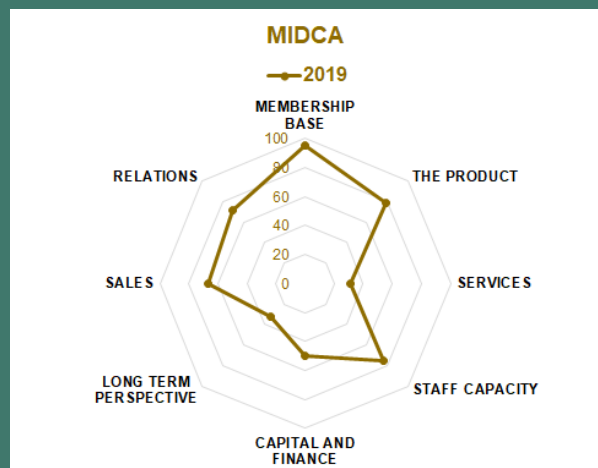 MIDCA
2019
MEMBERSHIP
BASE
100
80
60
40
20
0
RELATIONS
THE PRODUCT
SALES
SERVICES
LONG TERM
PERSPECTIVE
STAFF CAPACITY
CAPITAL AND
FINANCE